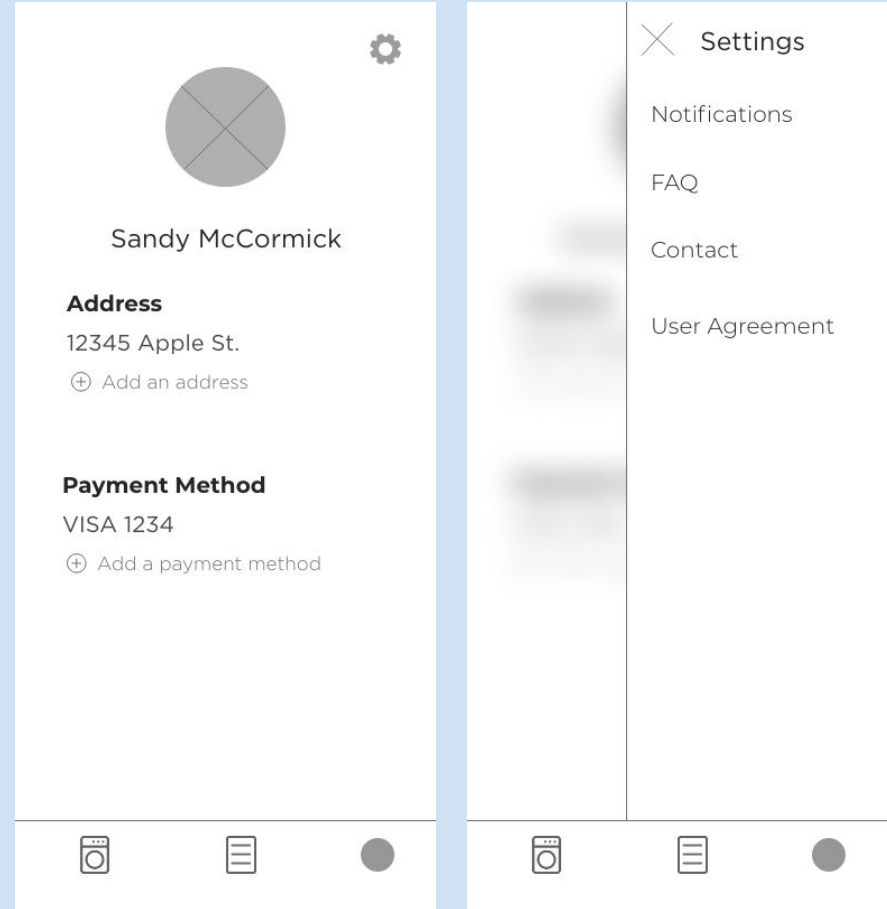 Sandy McCormick
Address
12345 Apple St.
Add an address
Payment Method
VISA 1234
Add a payment method
Settings
Notifications
FAQ
Contact
User Agreement